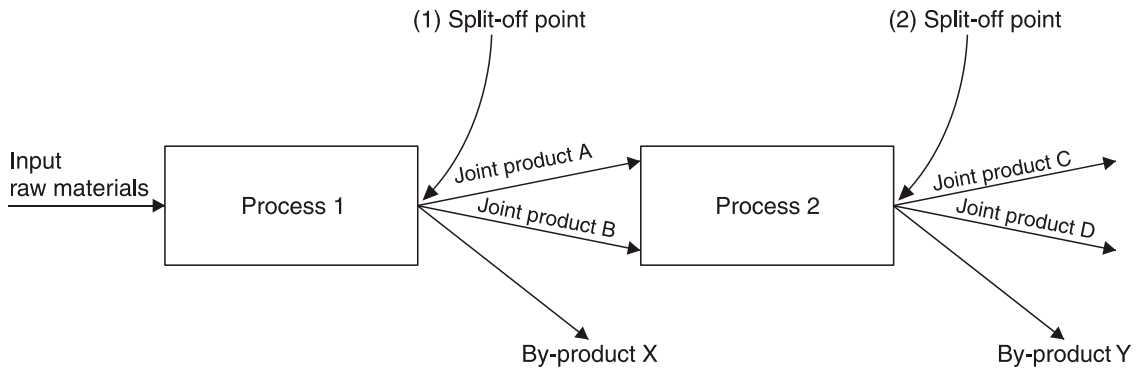 (1) Split-off point
(2) Split-off point
Input
raw materials
Process 1
Joint product A
Joint product B
By-product X
Process 2
Joint product C
Joint product D
By-product Y